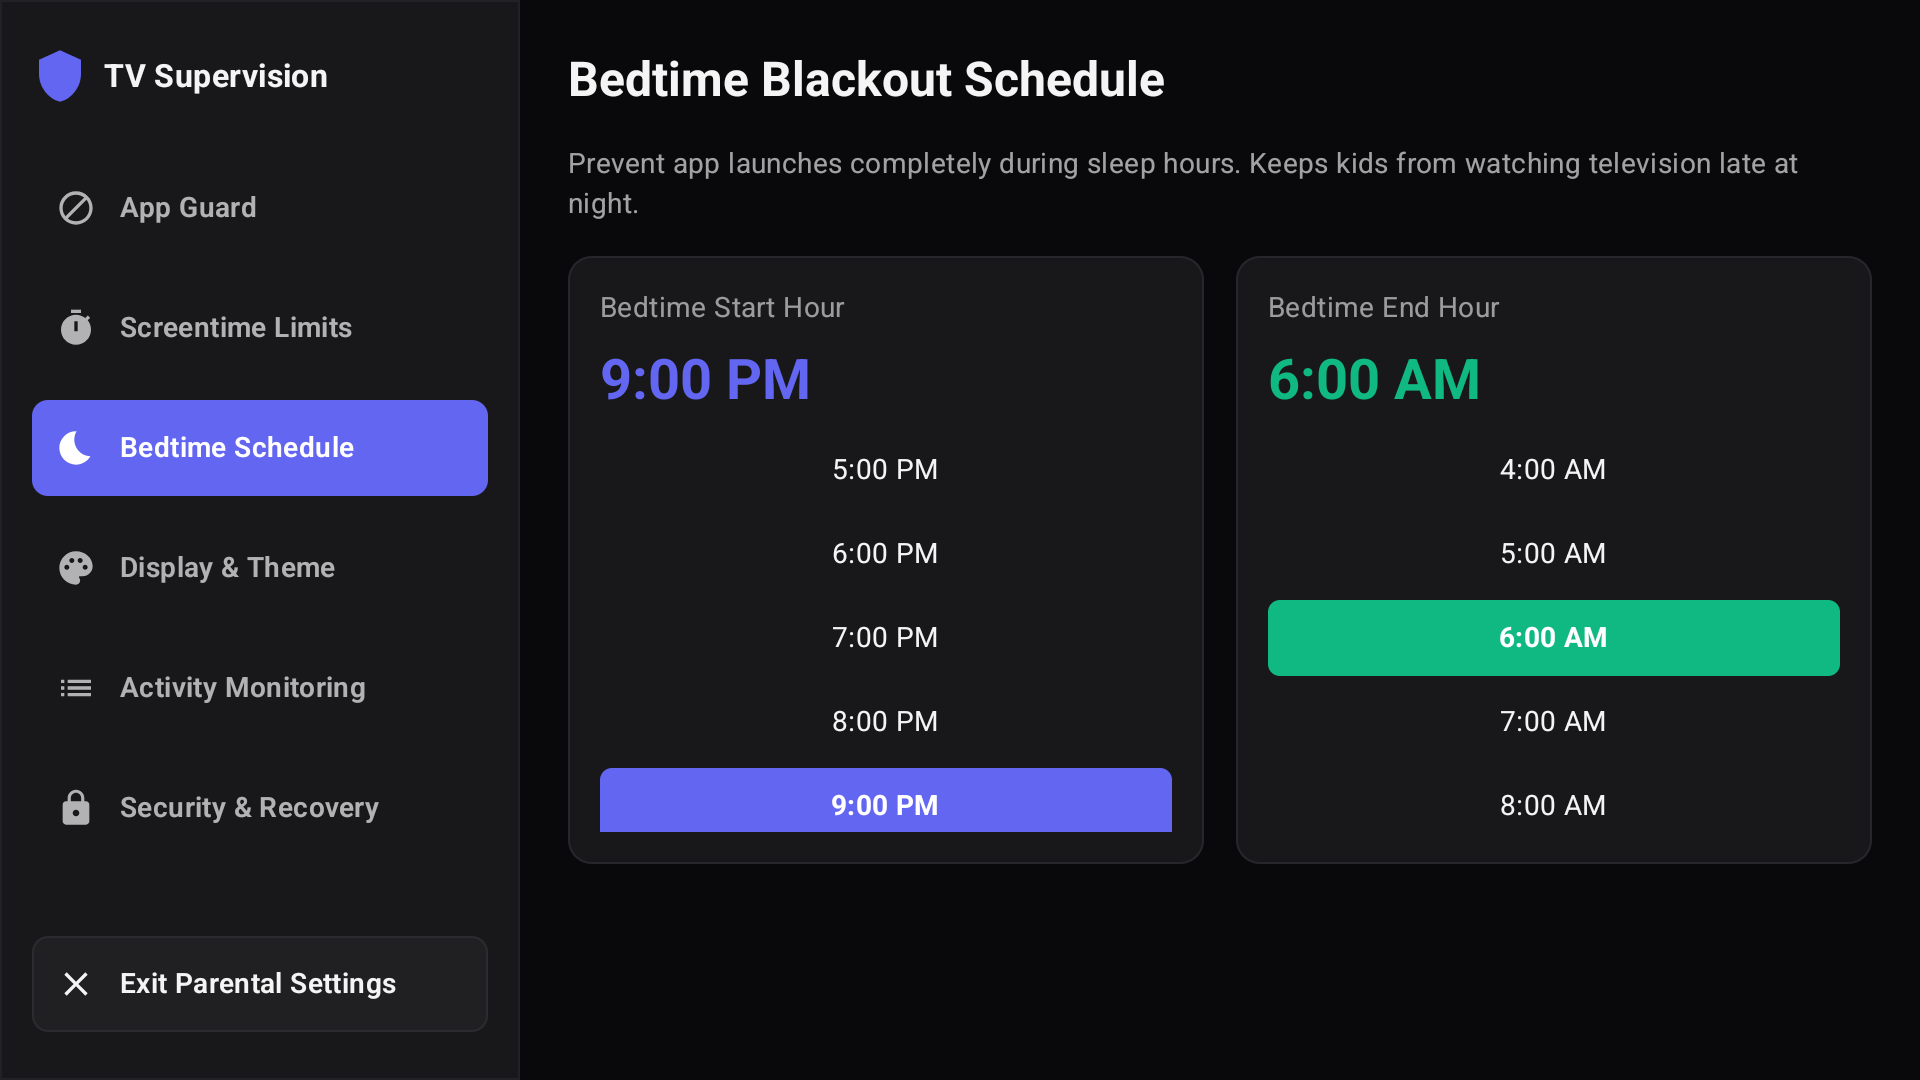 TV Supervision
App Guard
Screentime Limits
Bedtime Schedule
Display & Theme
Activity Monitoring
Security & Recovery
Exit Parental Settings
Bedtime Blackout Schedule
Prevent app launches completely during sleep hours. Keeps kids from watching television late at
night.
Bedtime Start Hour
9:00 PM
5:00 PM
6:00 PM
7:00 PM
8:00 PM
9:00 PM
Bedtime End Hour
6:00 AM
4:00 AM
5:00 AM
6:00 AM
7:00 AM
8:00 AM